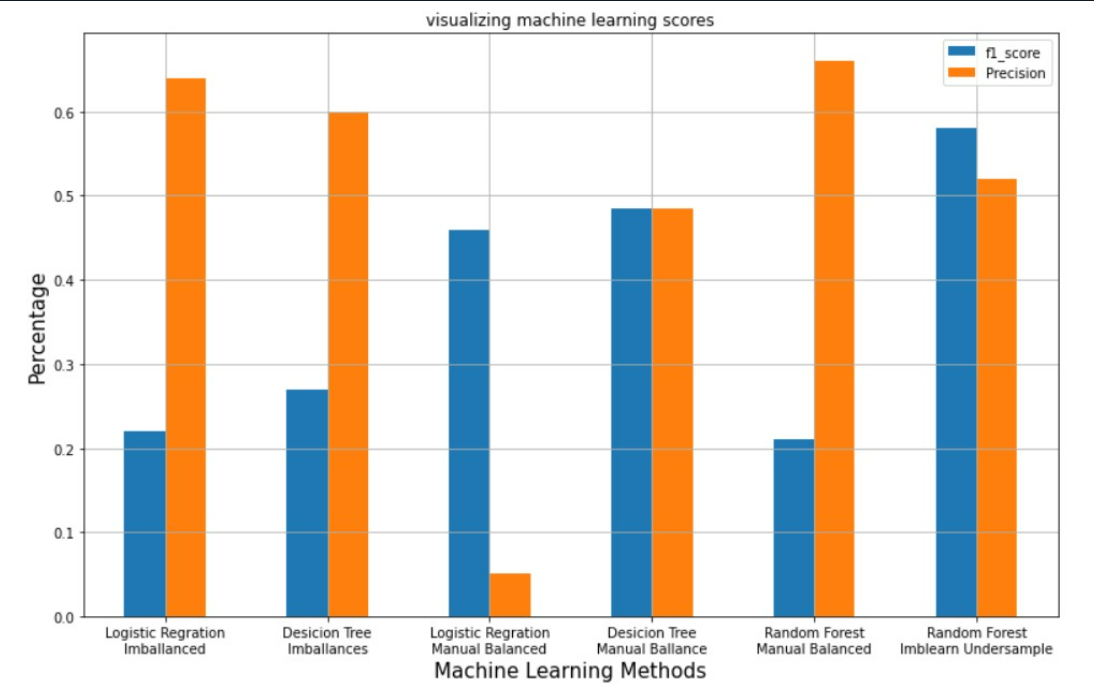 visualizing machine learning scores
f1_score
Precision
Percentage
0.6
0.5
0.4
0.3
0.2
0.1
0.0
Logistic Regration
Imballanced
Desicion Tree
Imballances
Logistic Regration
Manual Balanced
Desicion Tree
Manual Ballance
Random Forest
Manual Balanced
Random Forest
Imblearn Undersample
Machine Learning Methods